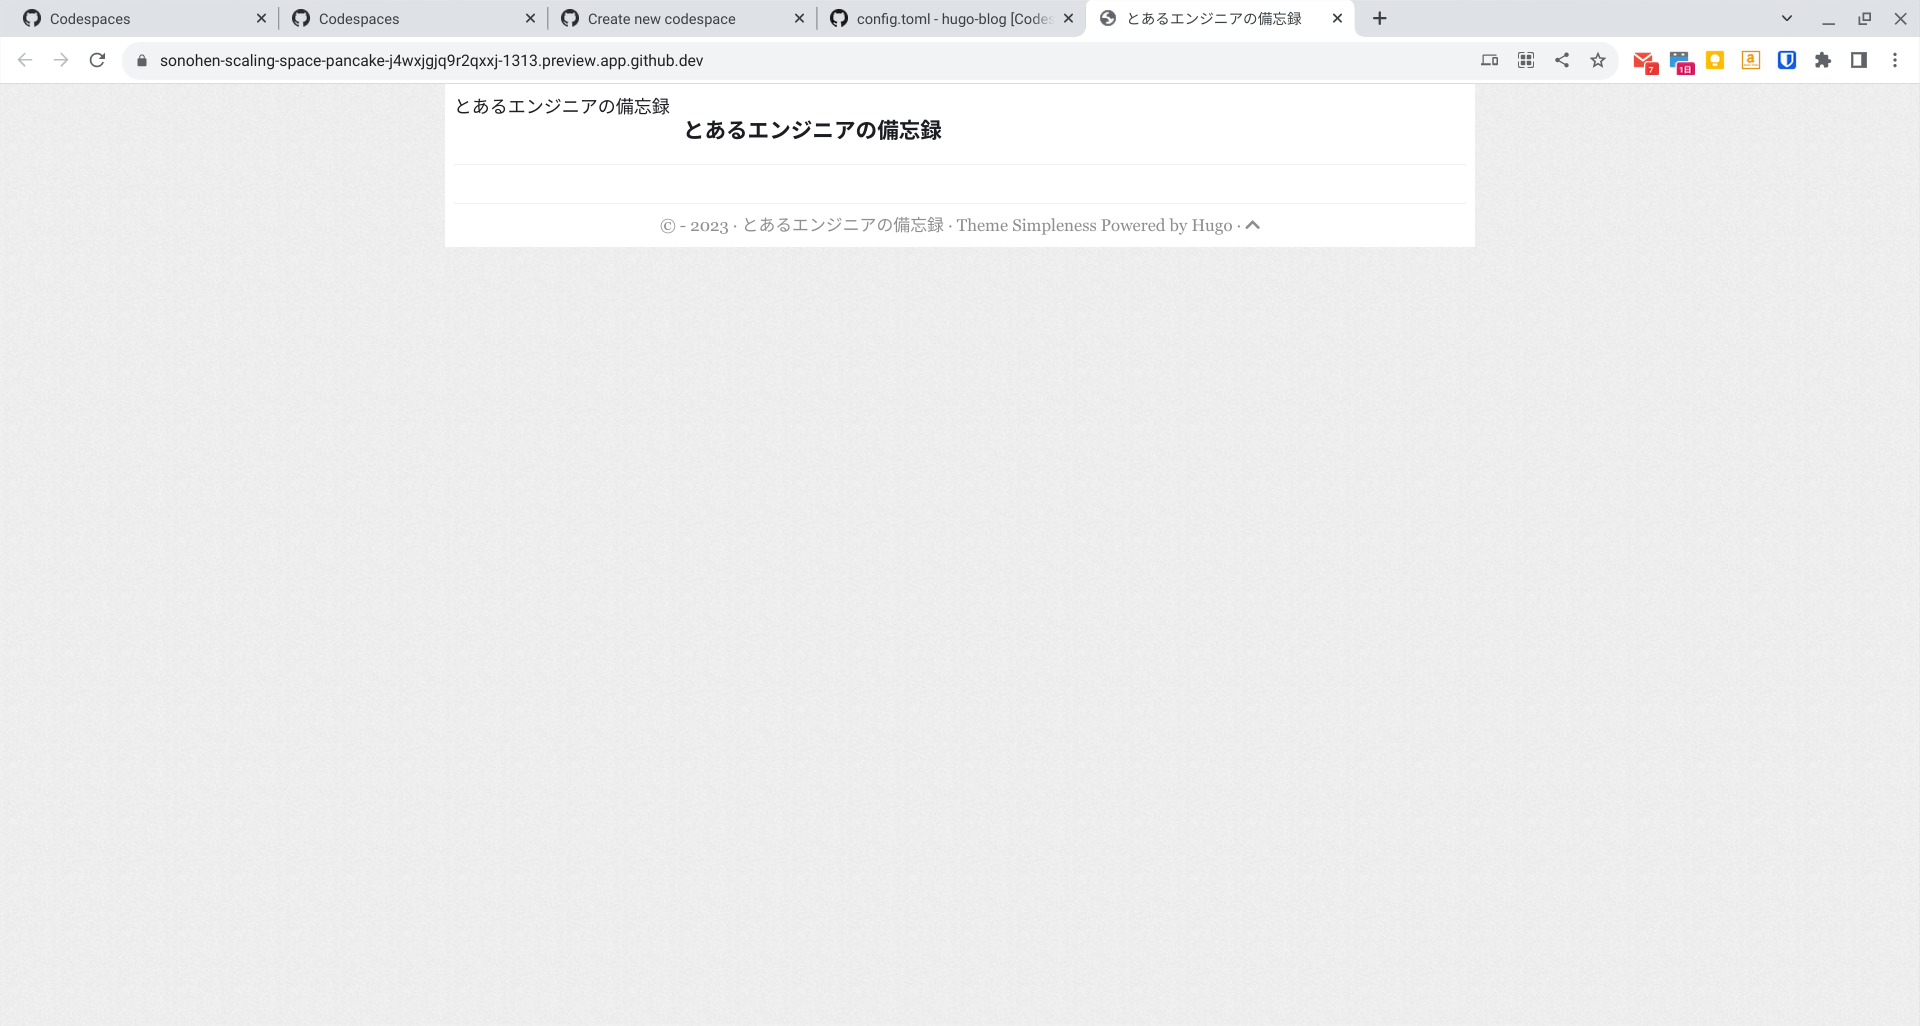 Codespaces
Codespaces
Create new codespace
config.toml - hugo-blog [Codes
とあるエンジニアの備忘録
sonohen-scaling-space-pancake-j4wxjgjq9r2qxxj-1313.preview.app.github.dev
7
1日
a
とあるエンジニアの備忘録
とあるエンジニアの備忘録
© - 2023 · とあるエンジニアの備忘録 · Theme Simpleness Powered by Hugo ·